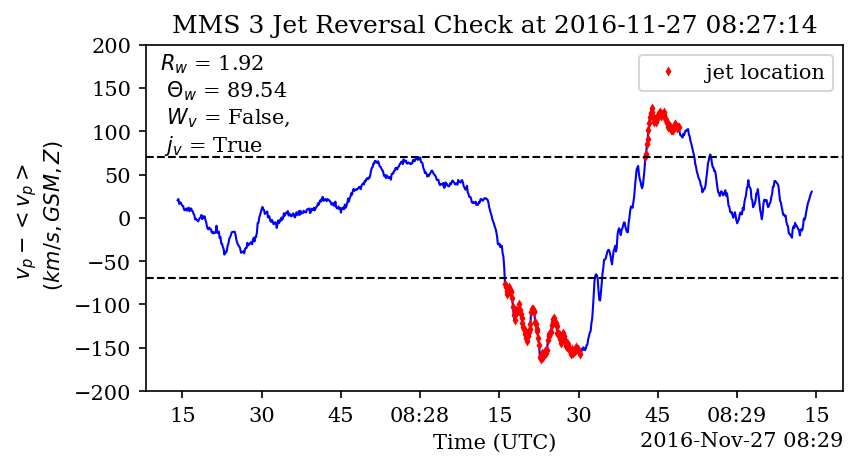 MMS 3 Jet Reversal Check at 2016-11-27 08:27:14
R_w = 1.92
Θ_w = 89.54
W_v = False,
j_v = True
jet location
v_p − < v_p >
(km/s, GSM, Z)
200
150
100
50
0
−50
−100
−150
−200
15 30 45 08:28 15 30 45 08:29 15
Time (UTC)
2016-Nov-27 08:29